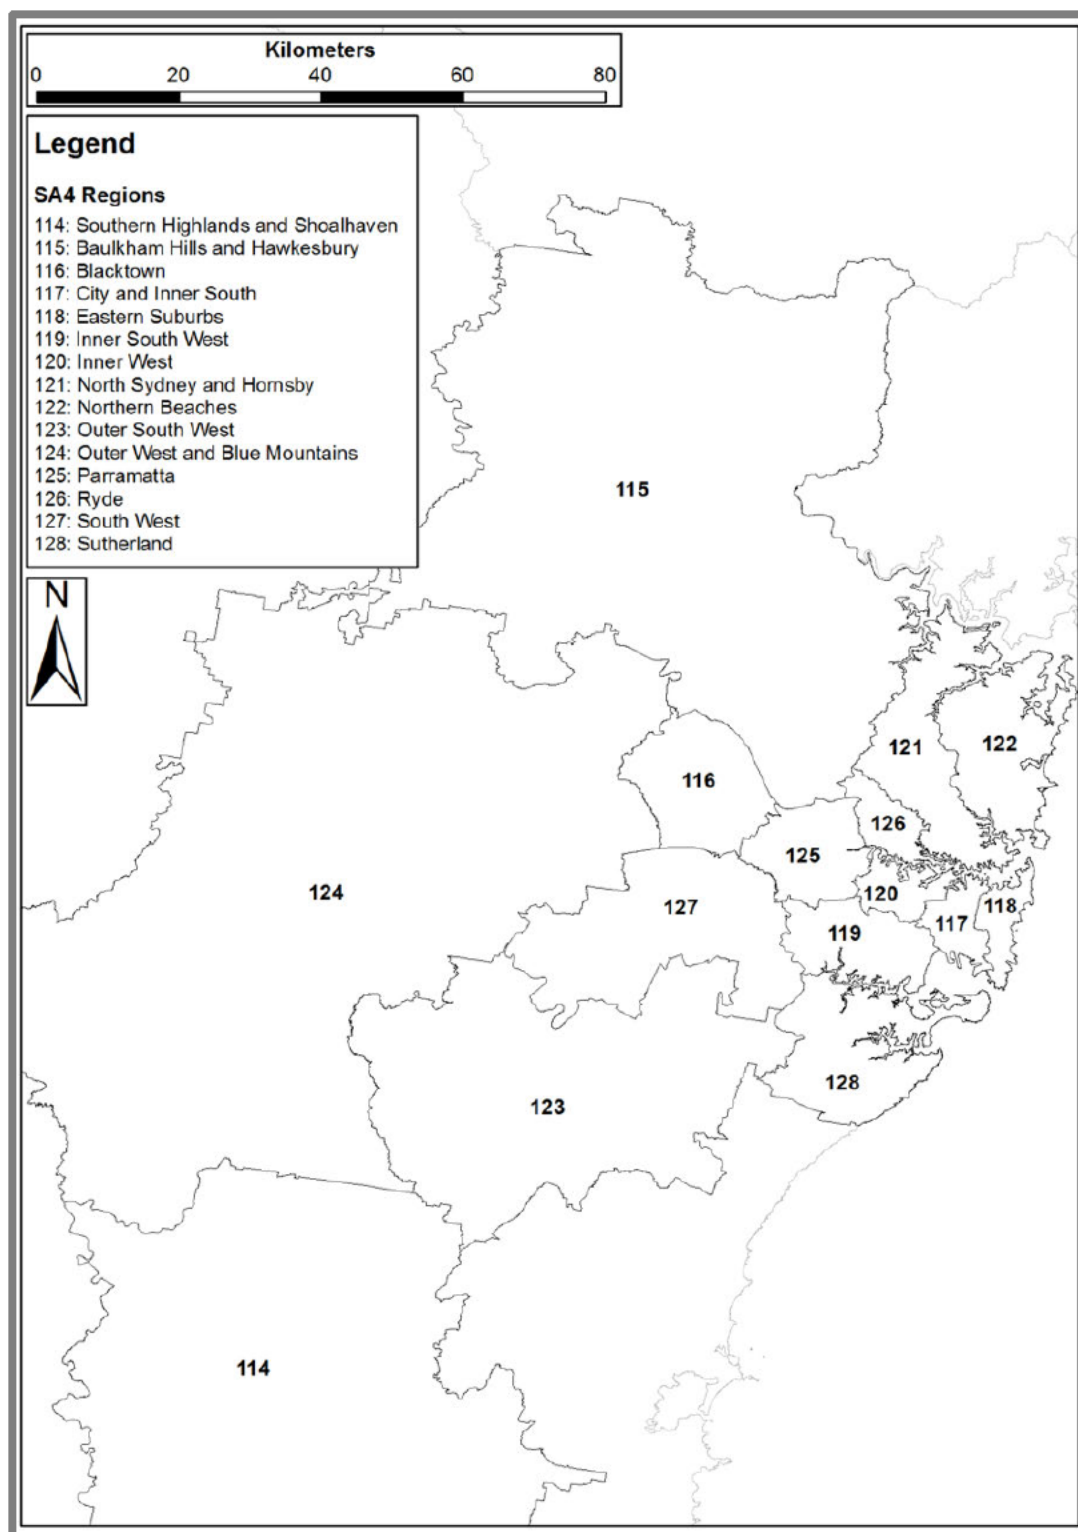 Kilometers
0 20 40 60 80
Legend
SA4 Regions
114: Southern Highlands and Shoalhaven
115: Baulkham Hills and Hawkesbury
116: Blacktown
117: City and Inner South
118: Eastern Suburbs
119: Inner South West
120: Inner West
121: North Sydney and Hornsby
122: Northern Beaches
123: Outer South West
124: Outer West and Blue Mountains
125: Parramatta
126: Ryde
127: South West
128: Sutherland
N
115
121
122
116
126
125
124
120
127
118
117
119
128
123
114